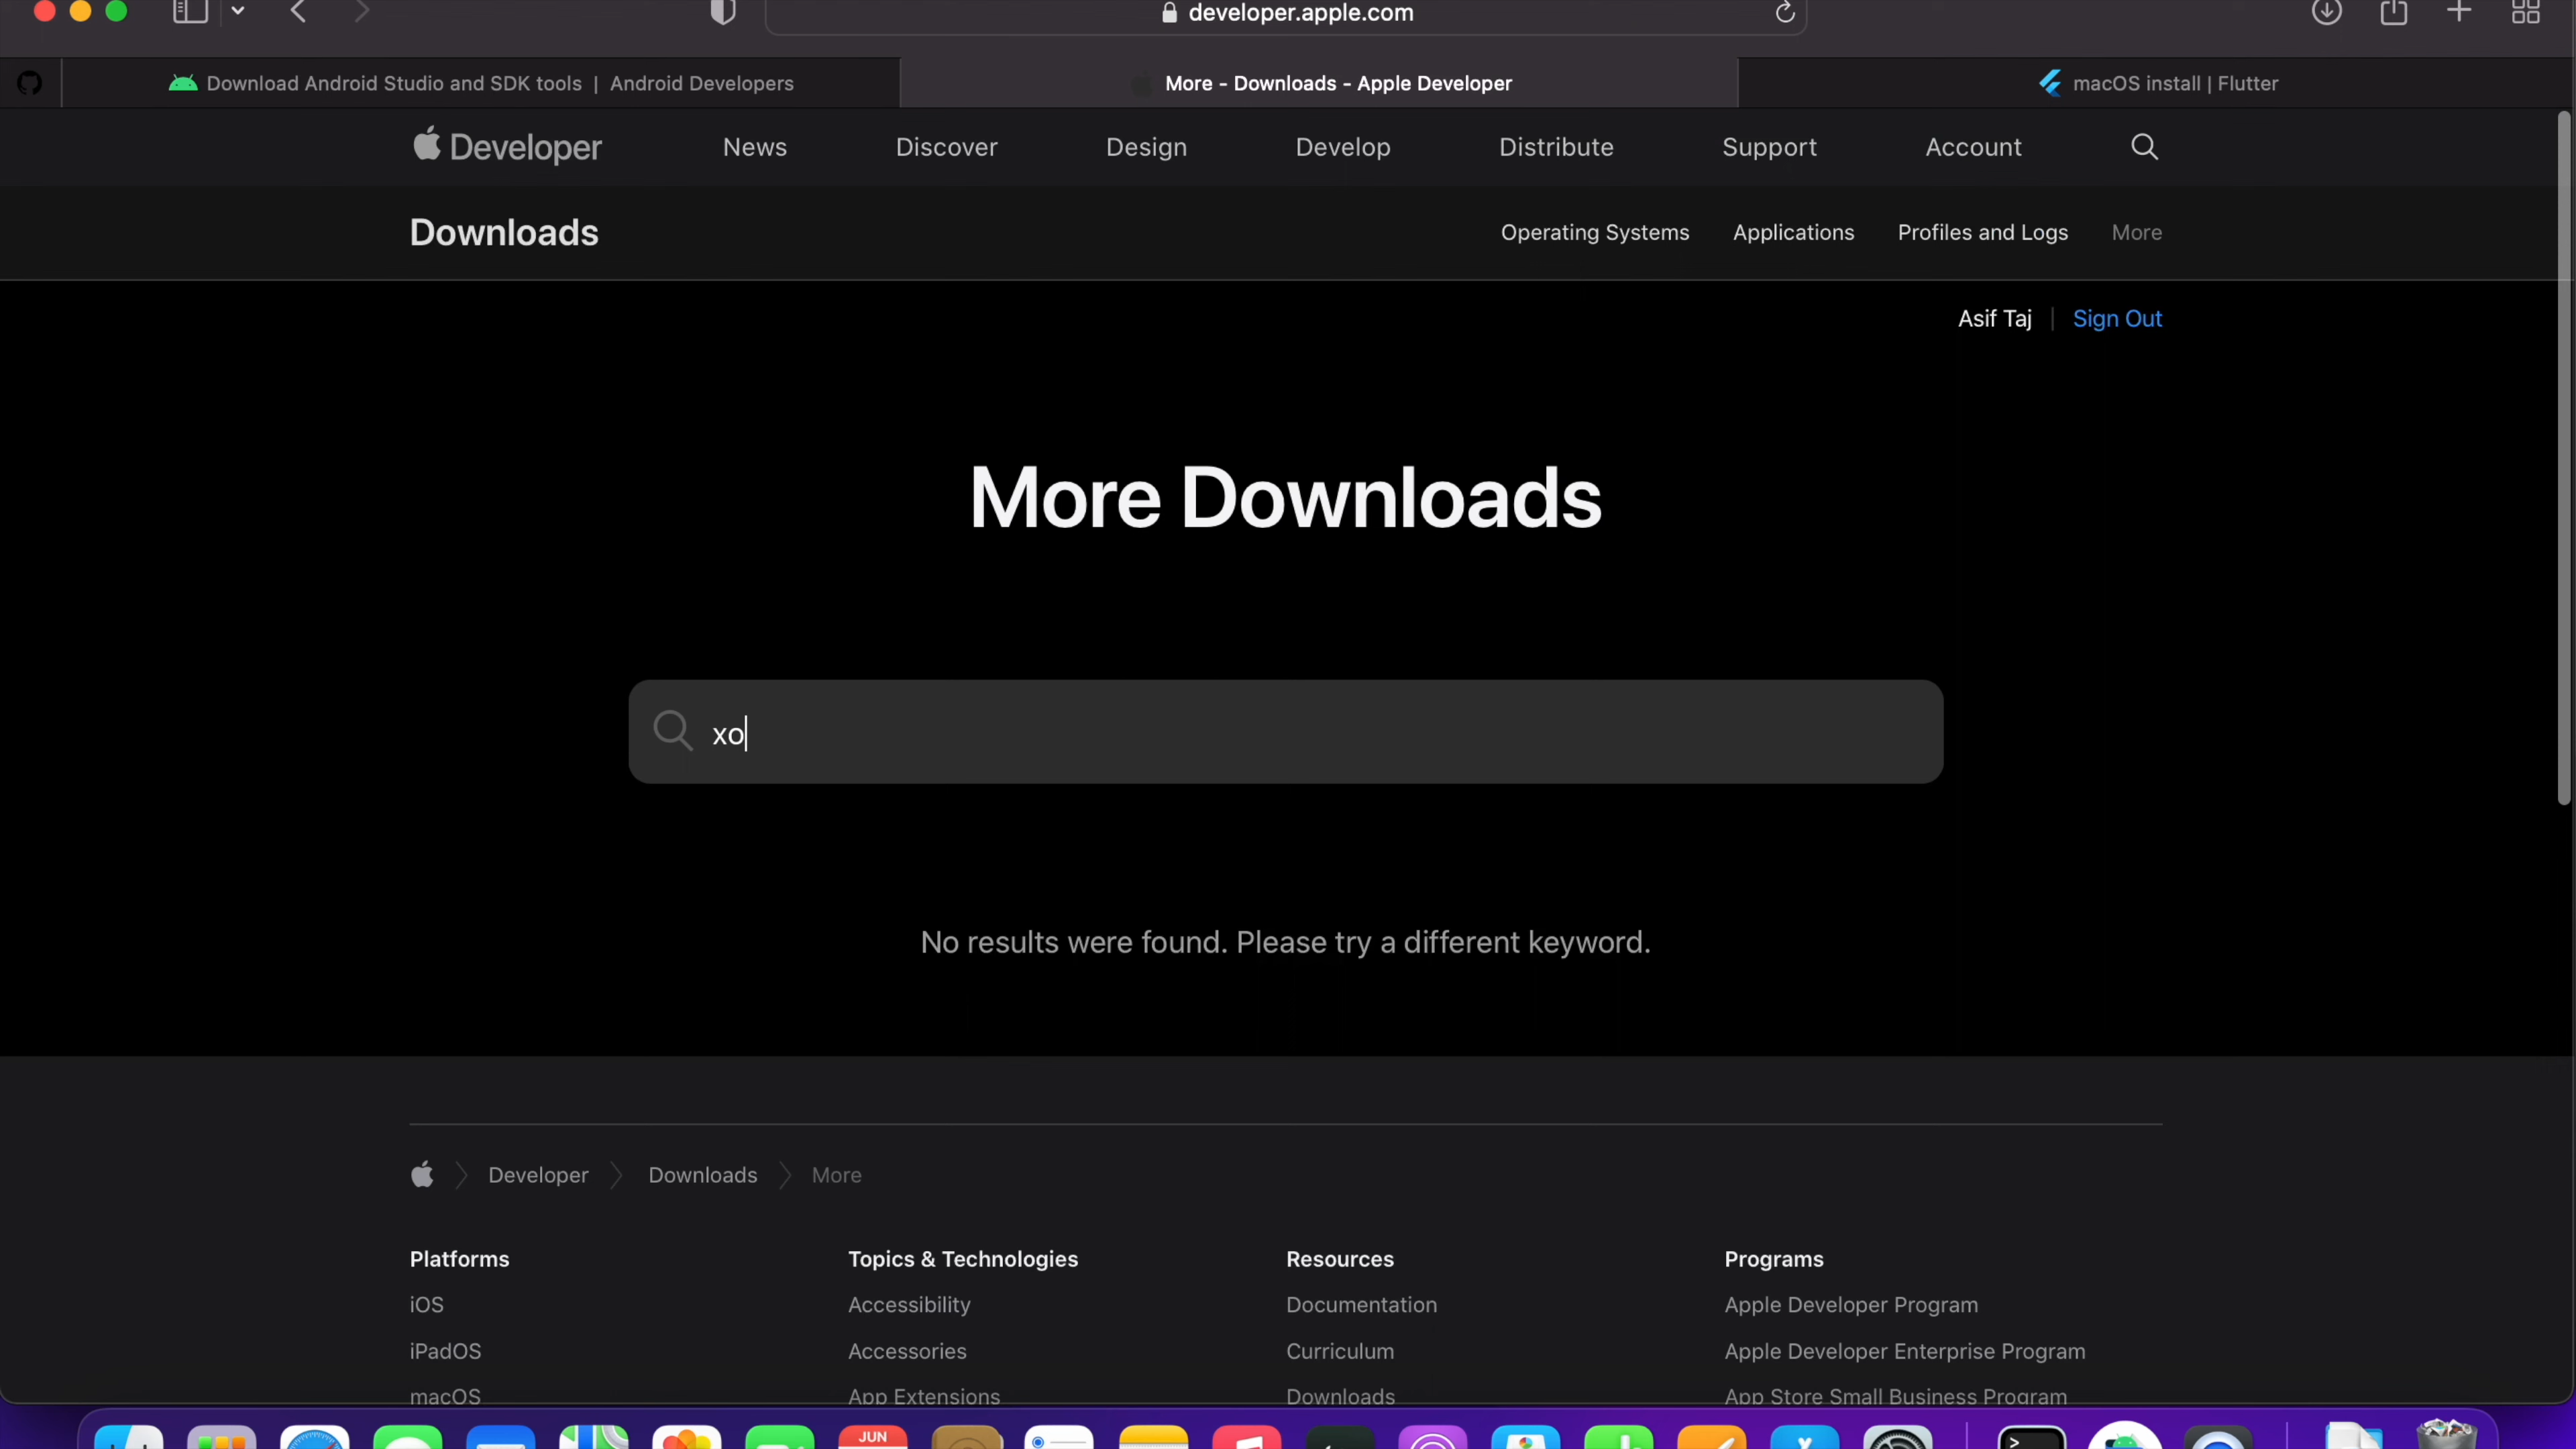 developer.apple.com
Download Android Studio and SDK tools | Android Developers
More - Downloads - Apple Developer
macOS install | Flutter
Developer
News
Discover
Design
Develop
Distribute
Support
Account
Downloads
Operating Systems
Applications
Profiles and Logs
More
Asif Taj
Sign Out
More Downloads
xo
No results were found. Please try a different keyword.
Developer
Downloads
More
Platforms
Topics & Technologies
Resources
Programs
iOS
Accessibility
Documentation
Apple Developer Program
iPadOS
Accessories
Curriculum
Apple Developer Enterprise Program
macOS
App Extensions
Downloads
App Store Small Business Program
JUN